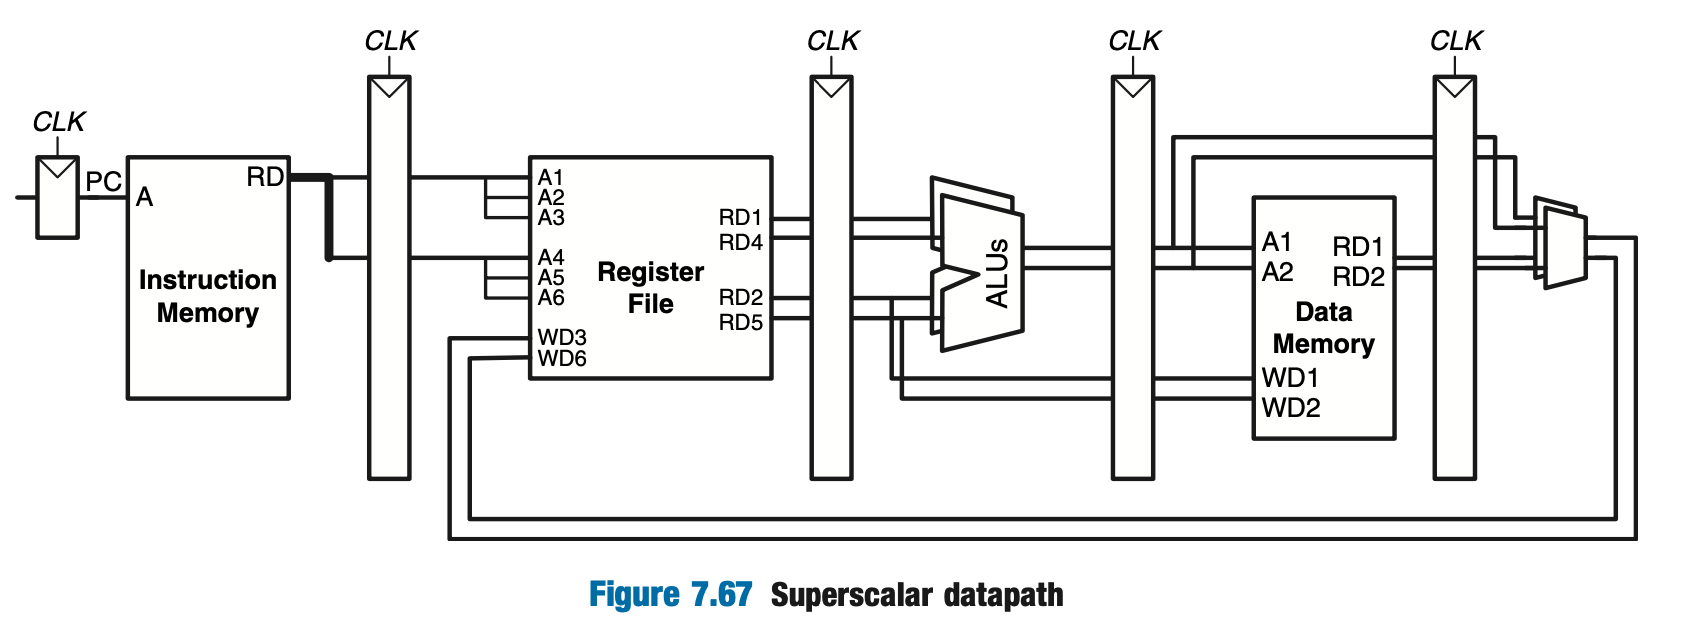 CLK
CLK
CLK
CLK
CLK
PC
A
RD
Instruction
Memory
A1
A2
A3
A4
A5
A6
WD3
WD6
Register
File
RD1
RD4
RD2
RD5
ALUs
A1
A2
RD1
RD2
Data
Memory
WD1
WD2
Figure 7.67 Superscalar datapath